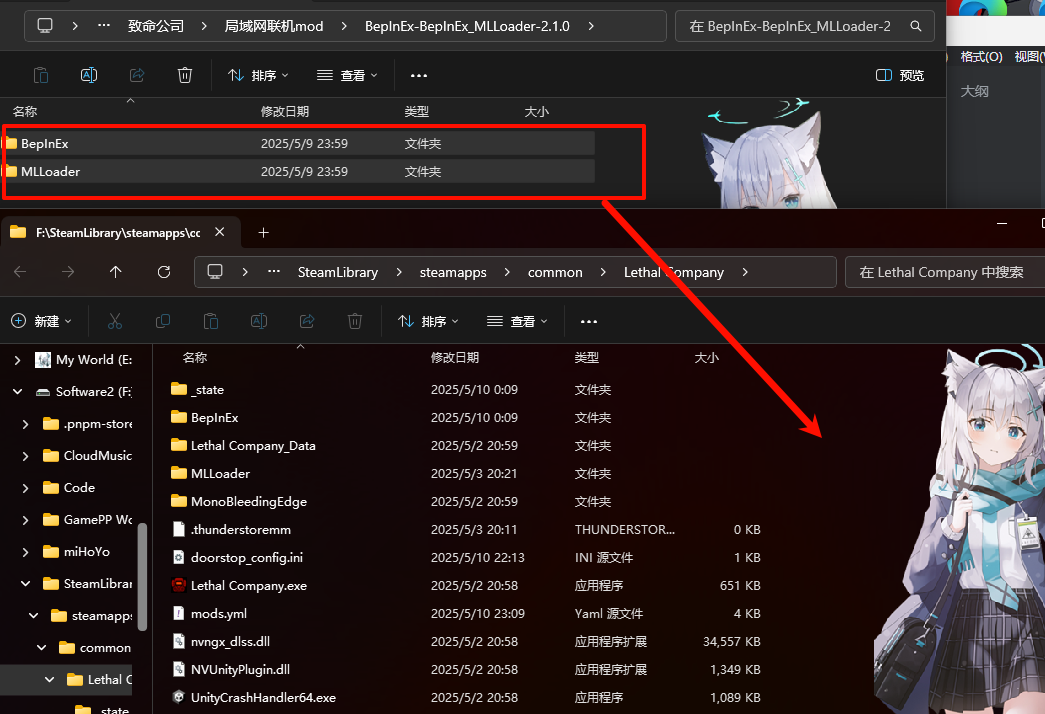 ··· 致命公司 局域网联机mod BepInEx-BepInEx_MLLoader-2.1.0 在 BepInEx-BepInEx_MLLoader-2
排序 查看 ··· 预览
格式(O) 视图(
大纲
名称 修改日期 类型 大小
BepInEx 2025/5/9 23:59 文件夹
MLLoader 2025/5/9 23:59 文件夹
F:\SteamLibrary\steamapps\cc
··· SteamLibrary steamapps common Lethal Company 在 Lethal Company 中搜索
新建 排序 查看 ···
名称 修改日期 类型 大小
My World (E:
Software2 (F:
.pnpm-store
CloudMusic
Code
GamePP Wc
miHoYo
SteamLibrar
steamapps
common
Lethal C
_state
_state 2025/5/10 0:09 文件夹
BepInEx 2025/5/10 0:09 文件夹
Lethal Company_Data 2025/5/2 20:59 文件夹
MLLoader 2025/5/3 20:21 文件夹
MonoBleedingEdge 2025/5/2 20:59 文件夹
.thunderstoremm 2025/5/3 20:11 THUNDERSTOR... 0 KB
doorstop_config.ini 2025/5/10 22:13 INI 源文件 1 KB
Lethal Company.exe 2025/5/2 20:58 应用程序 651 KB
mods.yml 2025/5/10 23:09 Yaml 源文件 4 KB
nvngx_dlss.dll 2025/5/2 20:58 应用程序扩展 34,557 KB
NVUnityPlugin.dll 2025/5/2 20:58 应用程序扩展 1,349 KB
UnityCrashHandler64.exe 2025/5/2 20:58 应用程序 1,089 KB